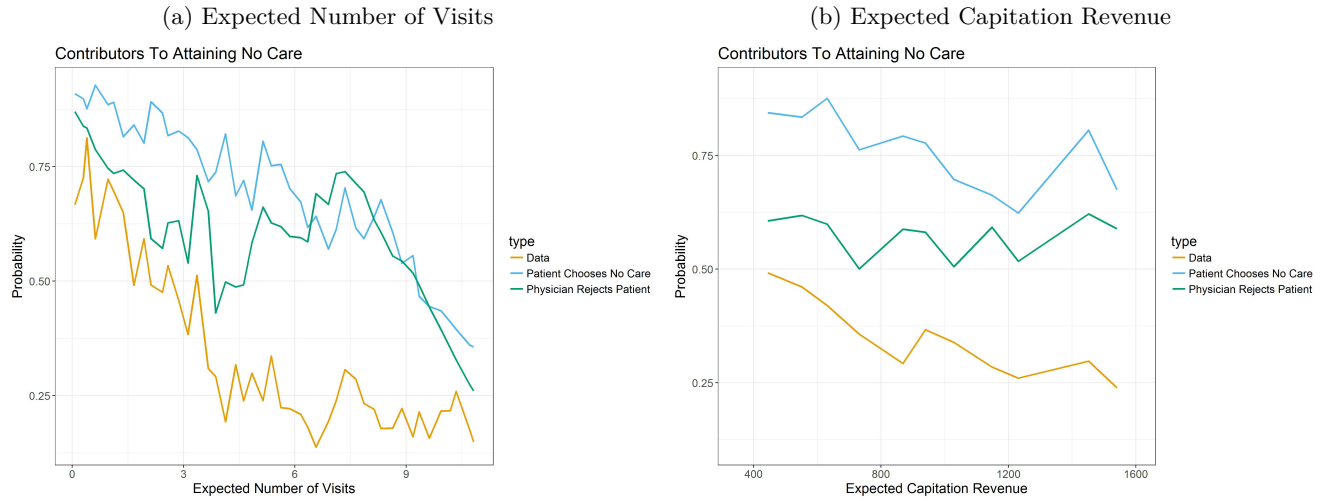 (a) Expected Number of Visits
Contributors To Attaining No Care
Probability
0.75
0.50
0.25
0
3
6
9
Expected Number of Visits
type
Data
Patient Chooses No Care
Physician Rejects Patient
(b) Expected Capitation Revenue
Contributors To Attaining No Care
Probability
0.75
0.50
0.25
400
800
1200
1600
Expected Capitation Revenue
type
Data
Patient Chooses No Care
Physician Rejects Patient